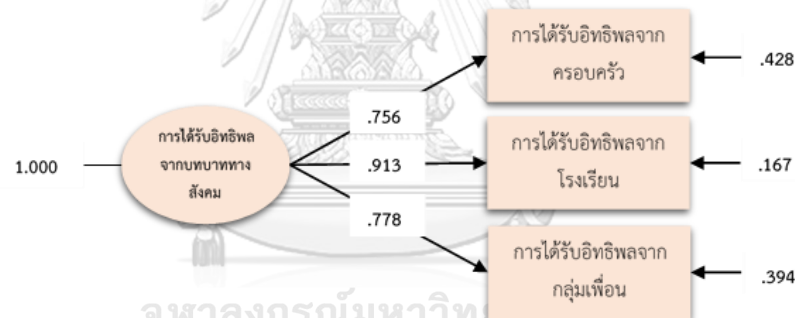 การได้รับอิทธิพลจาก
ครอบครัว
.428
.756
การได้รับอิทธิพล
จากบทบาททาง
สังคม
1.000
.913
การได้รับอิทธิพลจาก
โรงเรียน
.167
.778
การได้รับอิทธิพลจาก
กลุ่มเพื่อน
.394